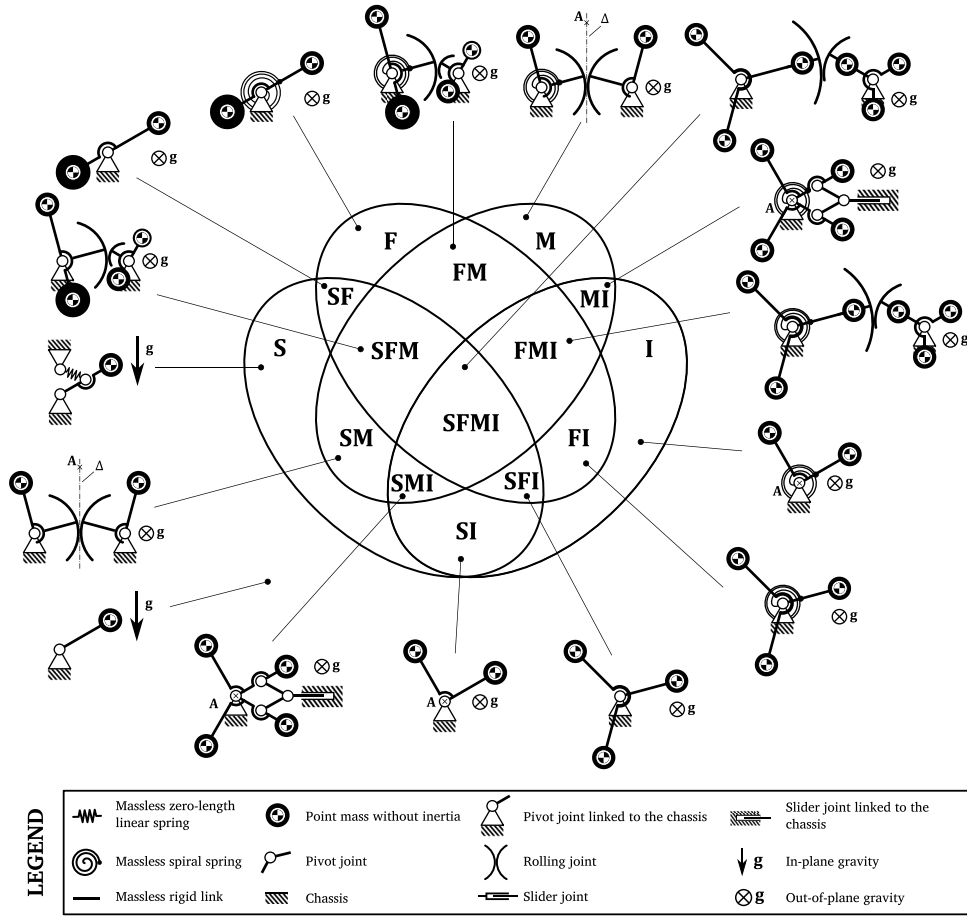 A Δ
g
g
g
g
g
g
A
g
g
g
F
M
FM
SF
MI
g
S
SFM
FMI
I
g
SFMI
SM
FI
A
g
A Δ
SMI
SFI
g
SI
g
g
g
A
A
g
g
LEGEND
Massless zero-length
linear spring
Point mass without inertia
Pivot joint linked to the chassis
Slider joint linked to the
chassis
Massless spiral spring
Pivot joint
Rolling joint
g In-plane gravity
Massless rigid link
Chassis
Slider joint
g Out-of-plane gravity